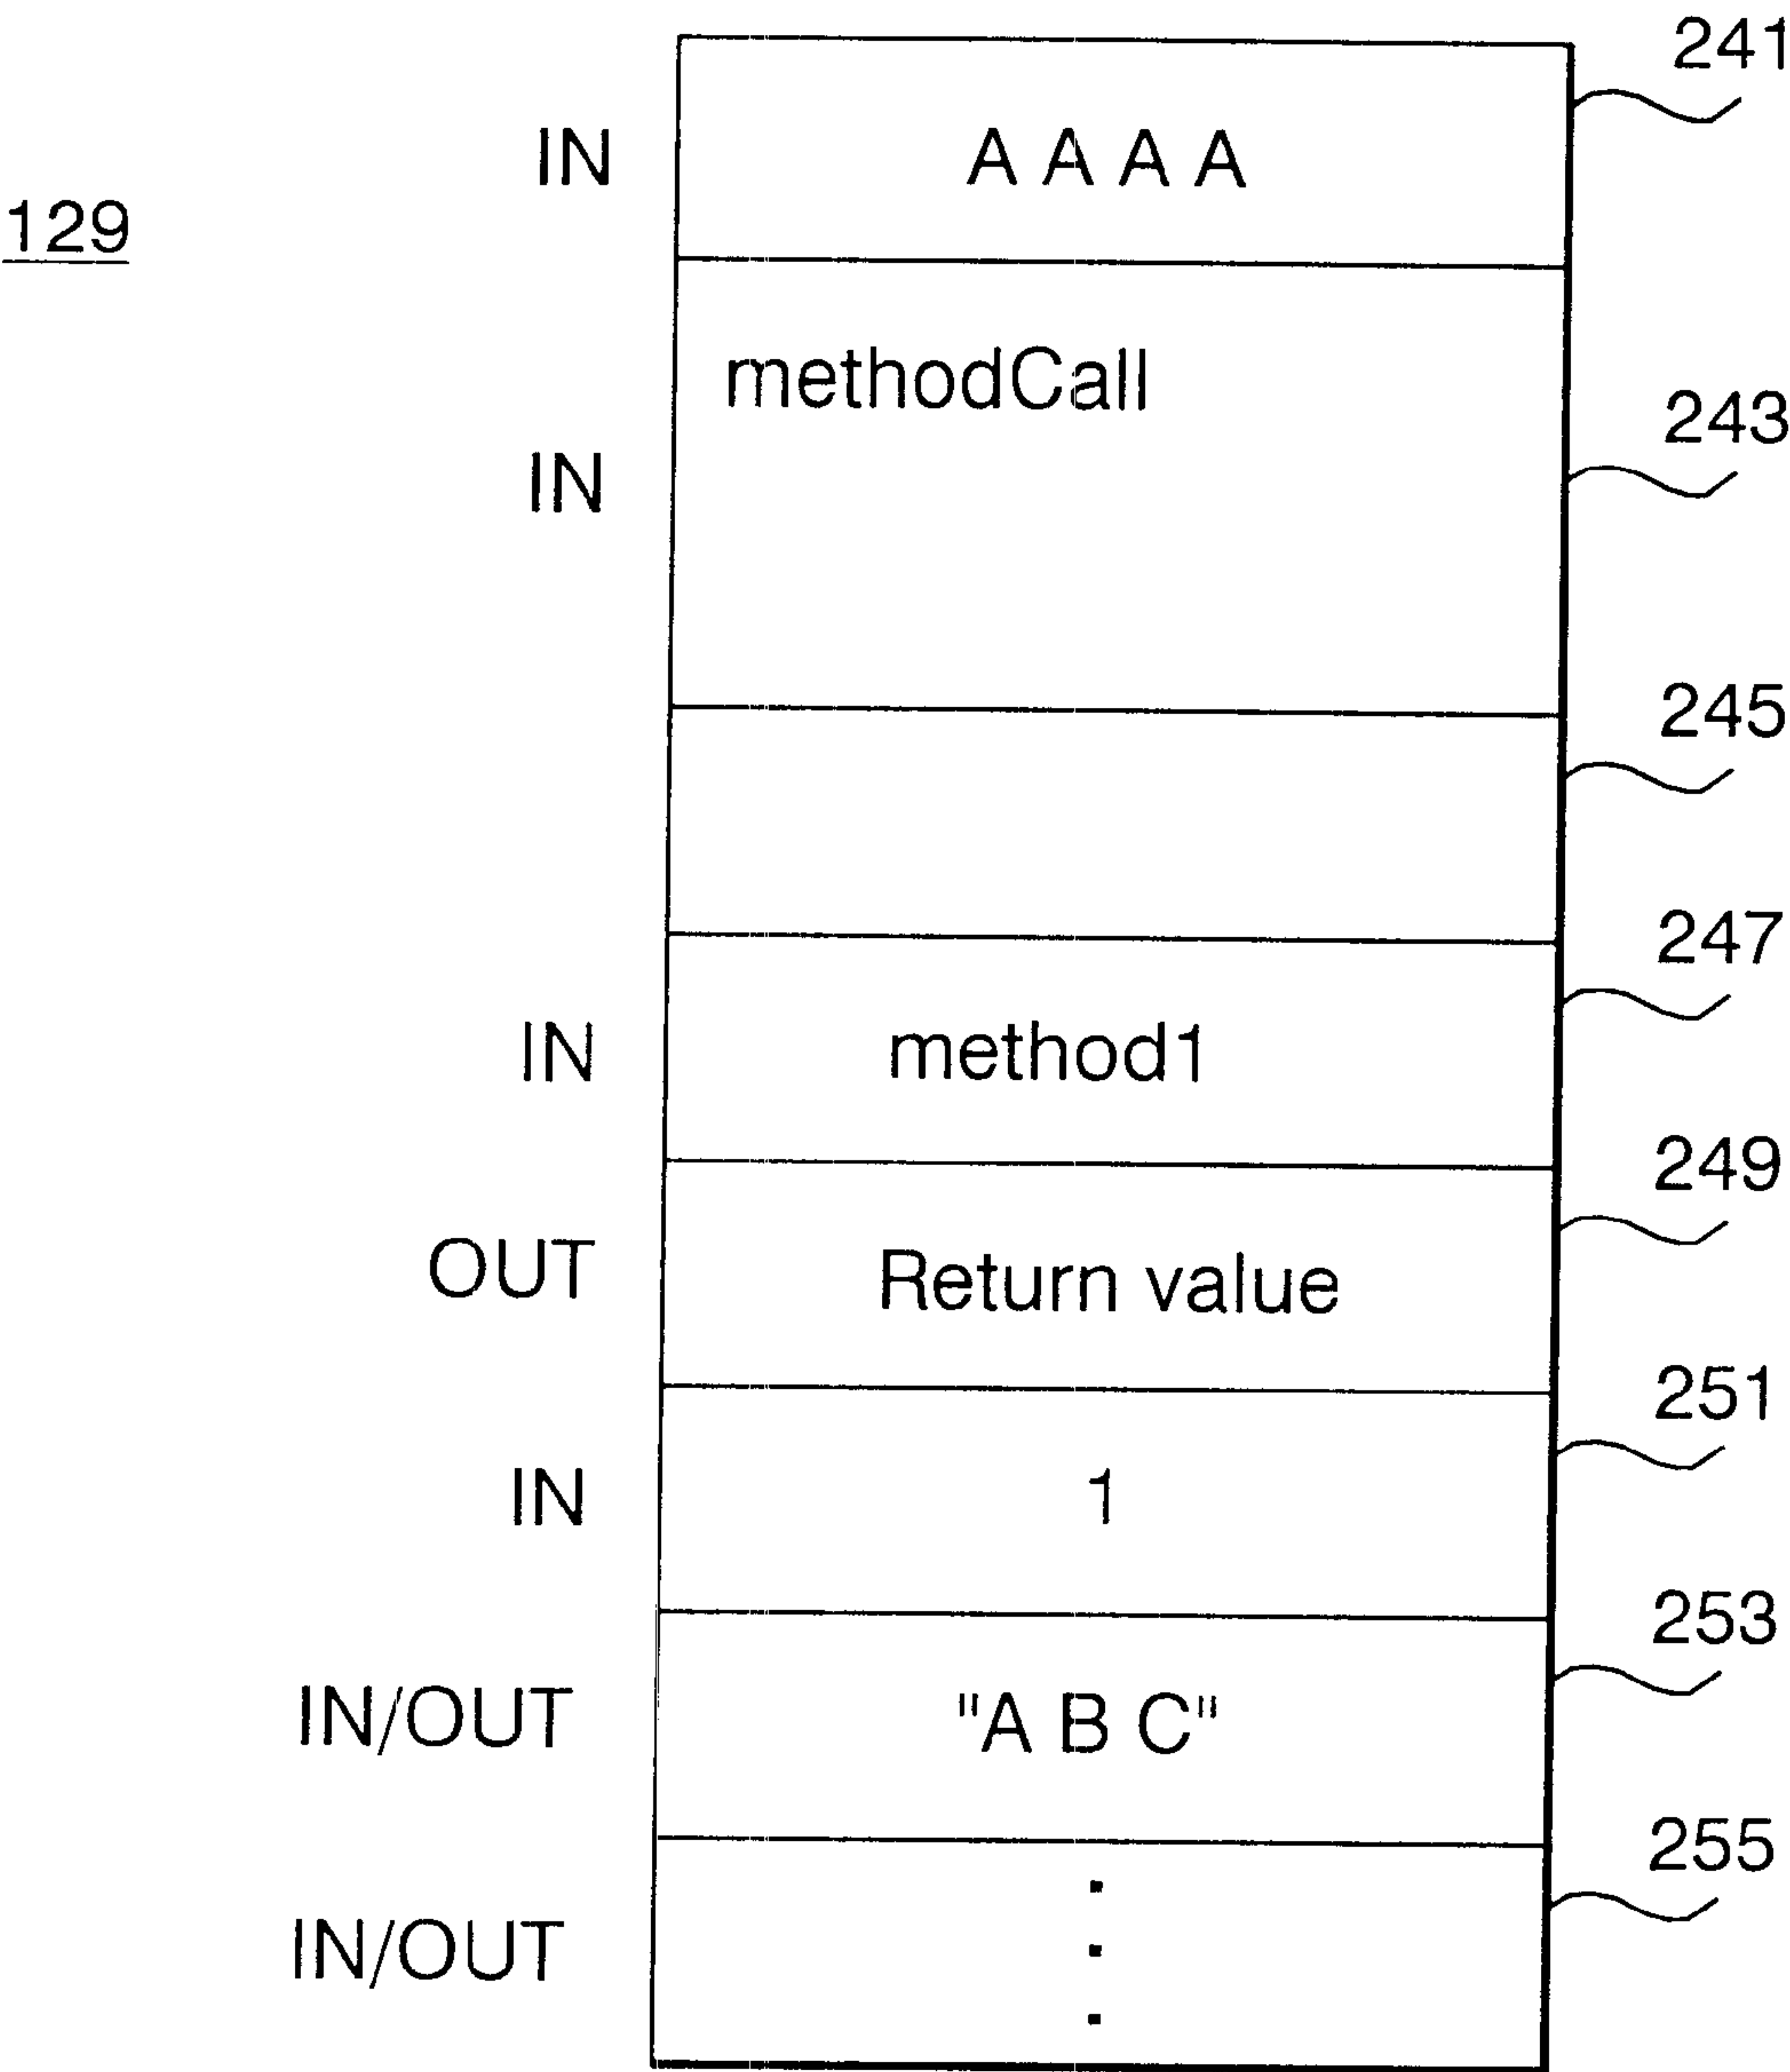 241
IN A A A A
129
methodCall
243
IN
245
247
IN method1
249
OUT Return value
251
IN 1
253
IN/OUT "A B C"
255
IN/OUT